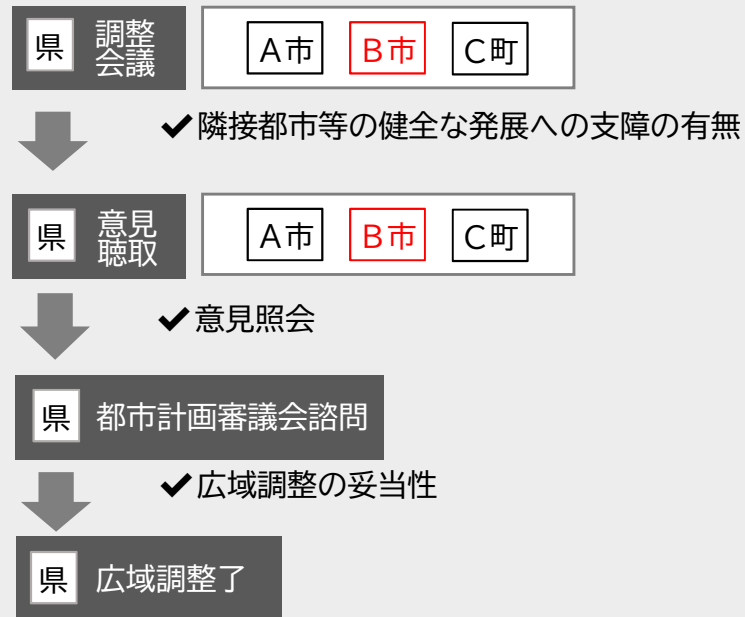 県 調整会議 A市 B市 C町
✔隣接都市等の健全な発展への支障の有無
県 意見聴取 A市 B市 C町
✔意見照会
県 都市計画審議会諮問
✔広域調整の妥当性
県 広域調整了